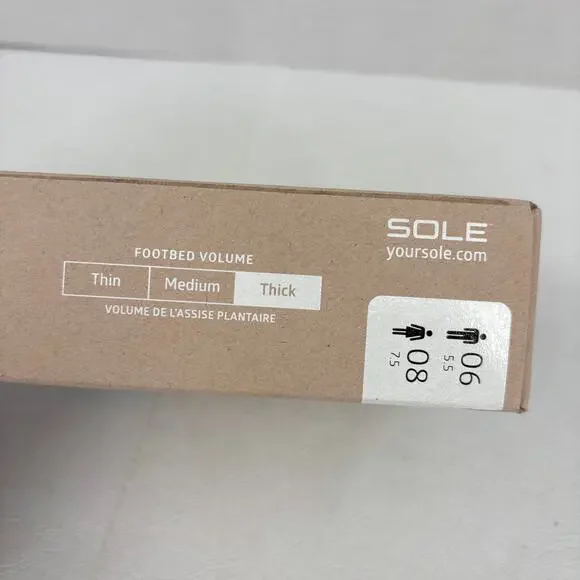 SOLE
yoursole.com
FOOTBED VOLUME
Thin Medium Thick
VOLUME DE L'ASSISE PLANTAIRE
06
5.5
08
7.5